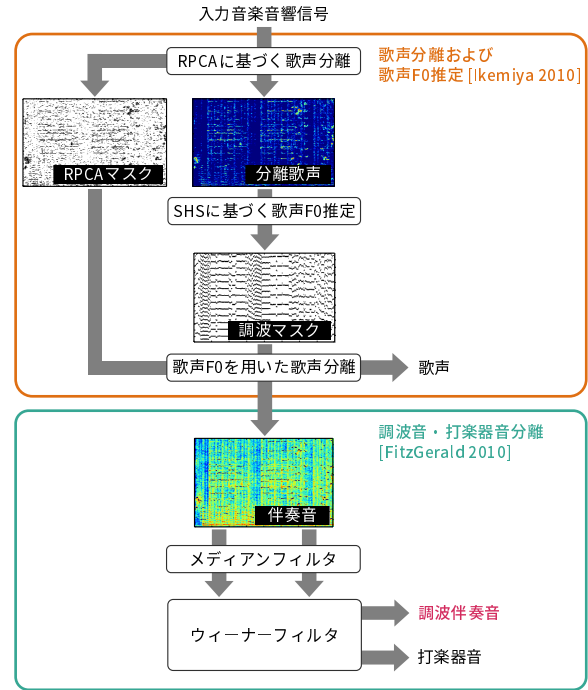 入力音楽音響信号
RPCAに基づく歌声分離
歌声分離および
歌声F0推定 [Ikemiya 2010]
RPCAマスク
分離歌声
SHSに基づく歌声F0推定
調波マスク
歌声F0を用いた歌声分離
歌声
調波音・打楽器音分離
[FitzGerald 2010]
伴奏音
メディアンフィルタ
ウィーナーフィルタ
調波伴奏音
打楽器音